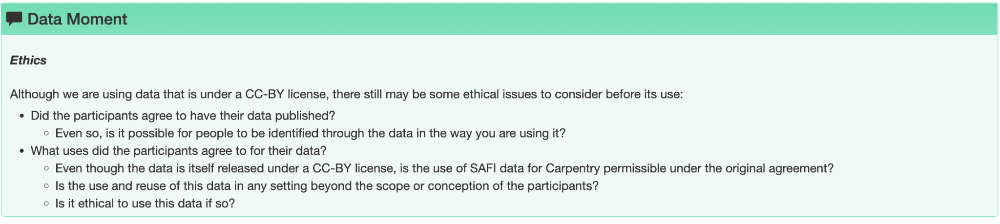 Data Moment
Ethics
Although we are using data that is under a CC-BY license, there still may be some ethical issues to consider before its use:
Did the participants agree to have their data published?
Even so, is it possible for people to be identified through the data in the way you are using it?
What uses did the participants agree to for their data?
Even though the data is itself released under a CC-BY license, is the use of SAFI data for Carpentry permissible under the original agreement?
Is the use and reuse of this data in any setting beyond the scope or conception of the participants?
Is it ethical to use this data if so?